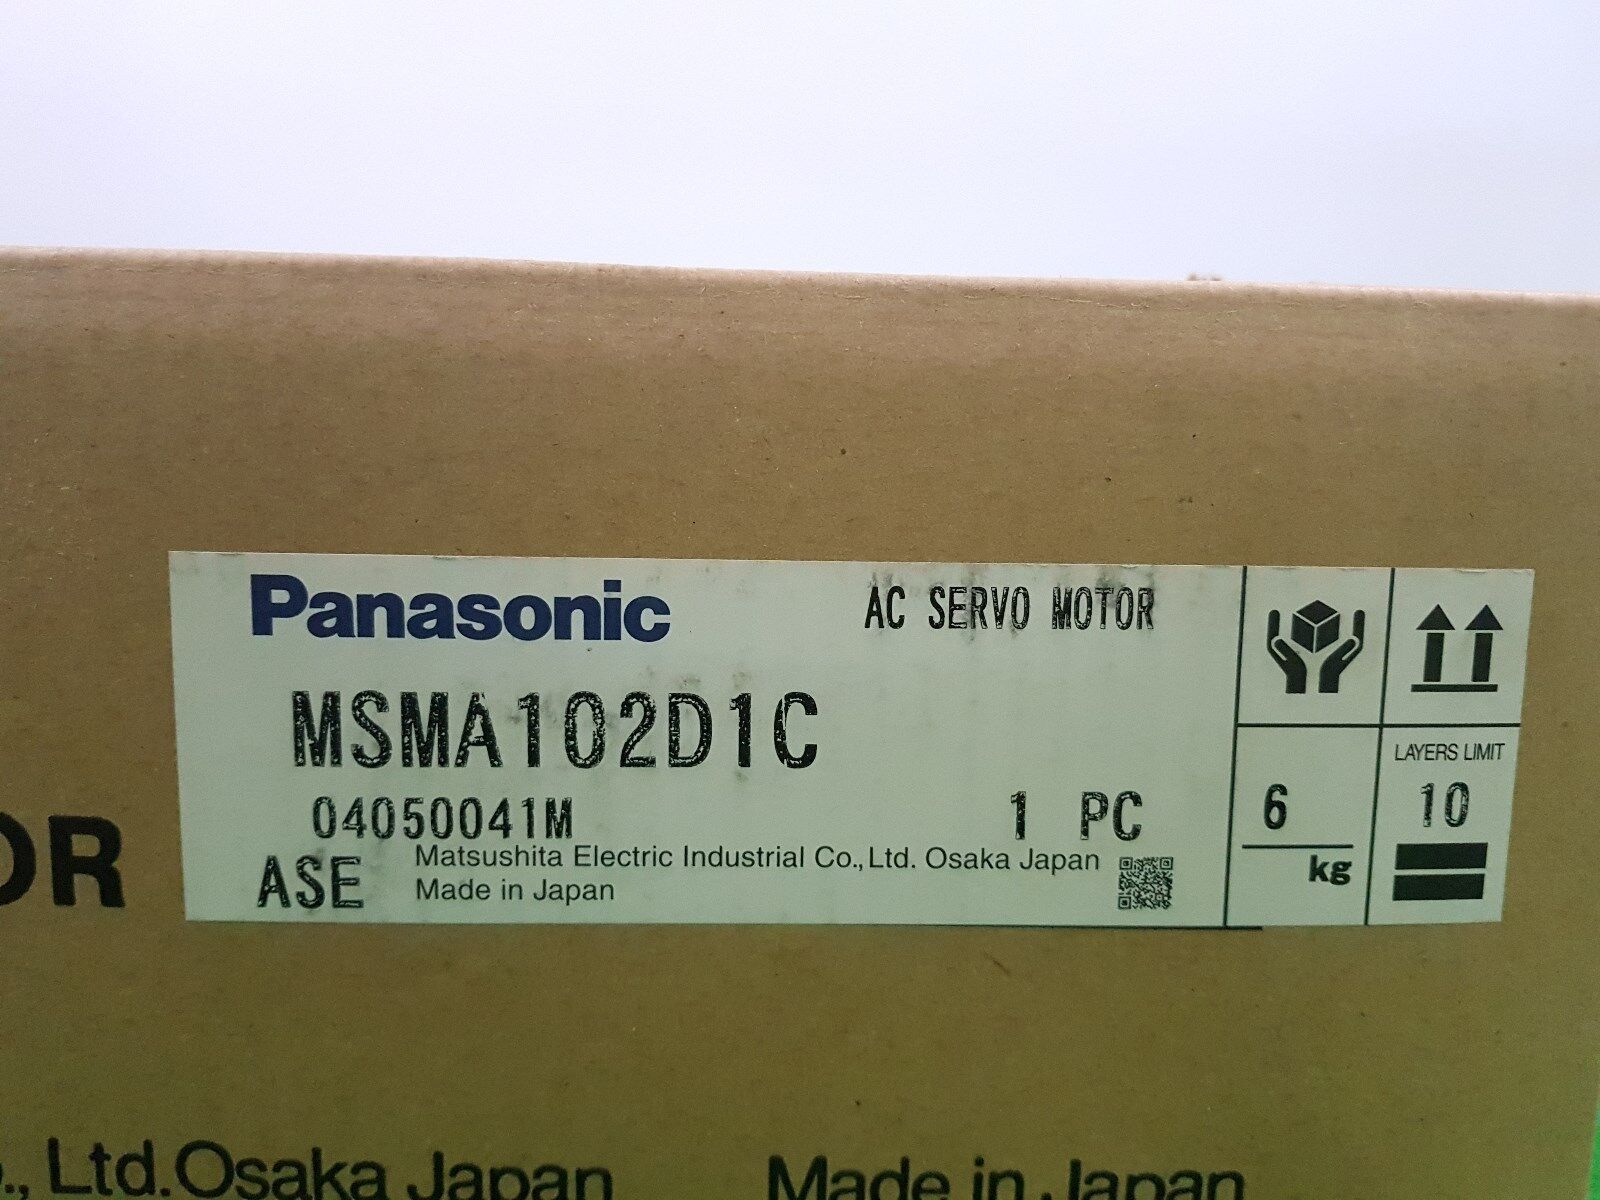 Panasonic
AC SERVO MOTOR
MSMA102D1C
04050041M
1 PC
ASE
Matsushita Electric Industrial Co., Ltd. Osaka Japan
Made in Japan
6
kg
LAYERS LIMIT
10
OR
., Ltd. Osaka Japan
Made in Japan